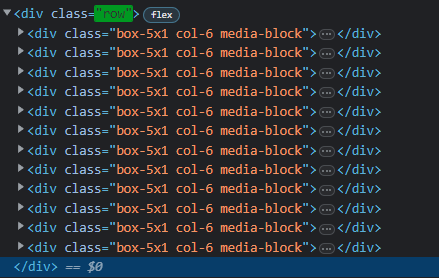 ▼<div class="row"> flex
▶<div class="box-5x1 col-6 media-block">…</div>
▶<div class="box-5x1 col-6 media-block">…</div>
▶<div class="box-5x1 col-6 media-block">…</div>
▶<div class="box-5x1 col-6 media-block">…</div>
▶<div class="box-5x1 col-6 media-block">…</div>
▶<div class="box-5x1 col-6 media-block">…</div>
▶<div class="box-5x1 col-6 media-block">…</div>
▶<div class="box-5x1 col-6 media-block">…</div>
▶<div class="box-5x1 col-6 media-block">…</div>
▶<div class="box-5x1 col-6 media-block">…</div>
▶<div class="box-5x1 col-6 media-block">…</div>
▶<div class="box-5x1 col-6 media-block">…</div>
</div> == $0